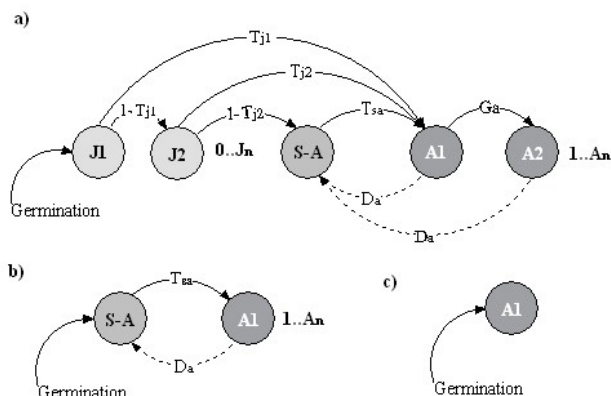 a)
Tj1
Tj2
1-Tj1
1-Tj2
Tsa
Ga
J1
J2
0..Jn
S-A
A1
A2
1..An
Da
Da
Germination
b)
Tsa
S-A
A1
1..An
Da
Germination
c)
A1
Germination